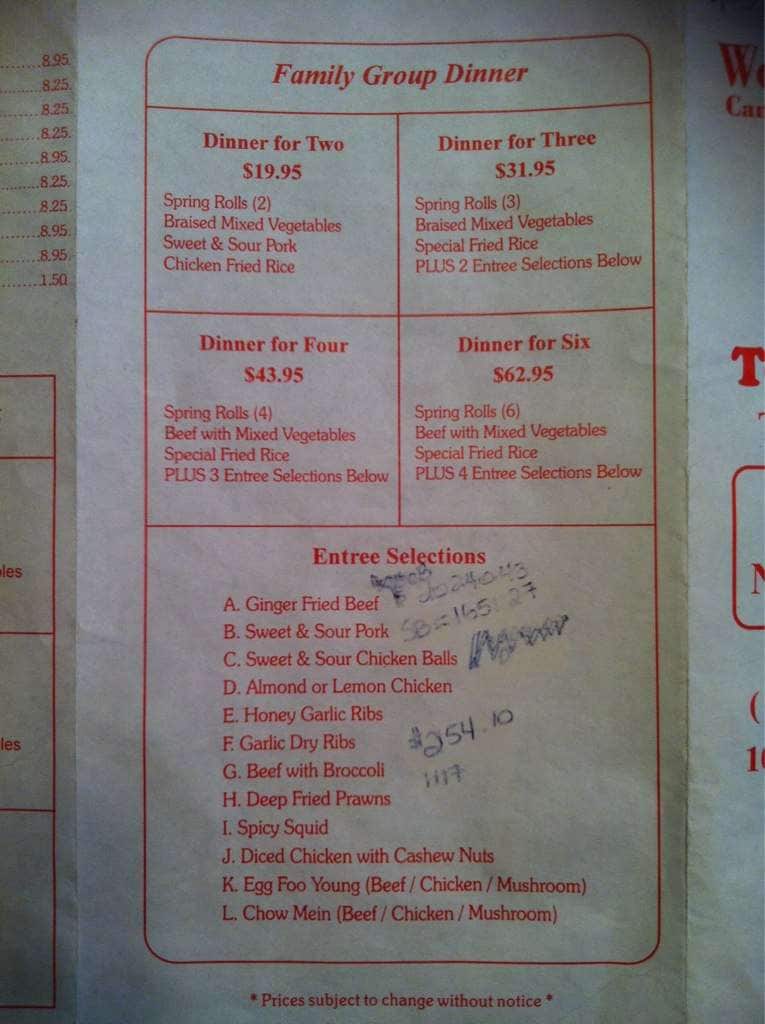 8.95
8.25
8.25
8.25
8.95
8.25
8.25
8.95
8.95
1.50
les
les
Family Group Dinner
Dinner for Two
$19.95
Spring Rolls (2)
Braised Mixed Vegetables
Sweet & Sour Pork
Chicken Fried Rice
Dinner for Three
$31.95
Spring Rolls (3)
Braised Mixed Vegetables
Special Fried Rice
PLUS 2 Entree Selections Below
Dinner for Four
$43.95
Spring Rolls (4)
Beef with Mixed Vegetables
Special Fried Rice
PLUS 3 Entree Selections Below
Dinner for Six
$62.95
Spring Rolls (6)
Beef with Mixed Vegetables
Special Fried Rice
PLUS 4 Entree Selections Below
Entree Selections
A. Ginger Fried Beef
B. Sweet & Sour Pork
SB=165127
C. Sweet & Sour Chicken Balls
D. Almond or Lemon Chicken
E. Honey Garlic Ribs
F. Garlic Dry Ribs
$254.10
G. Beef with Broccoli
1117
H. Deep Fried Prawns
I. Spicy Squid
J. Diced Chicken with Cashew Nuts
K. Egg Foo Young (Beef / Chicken / Mushroom)
L. Chow Mein (Beef / Chicken / Mushroom)
* Prices subject to change without notice *